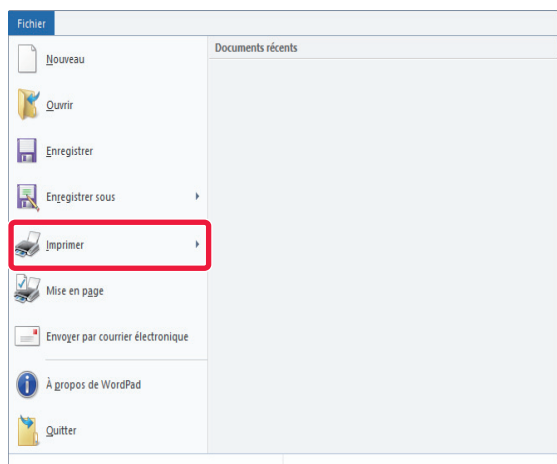 Fichier
Documents récents
Nouveau
Ouvrir
Enregistrer
Enregistrer sous
Imprimer
Mise en page
Envoyer par courrier électronique
À propos de WordPad
Quitter